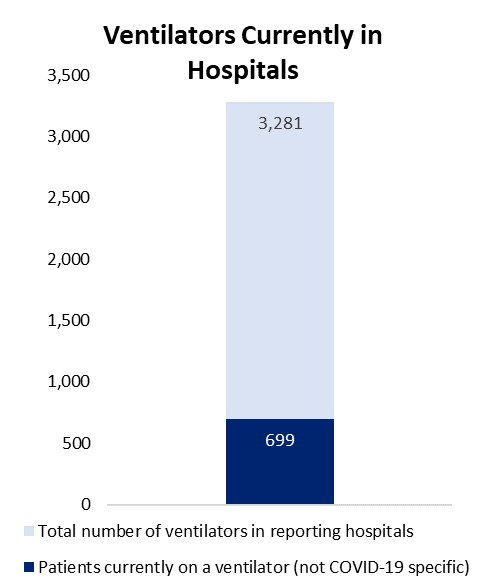 Ventilators Currently in
Hospitals
3,500
3,000
2,500
2,000
1,500
1,000
500
0
3,281
699
Total number of ventilators in reporting hospitals
Patients currently on a ventilator (not COVID-19 specific)